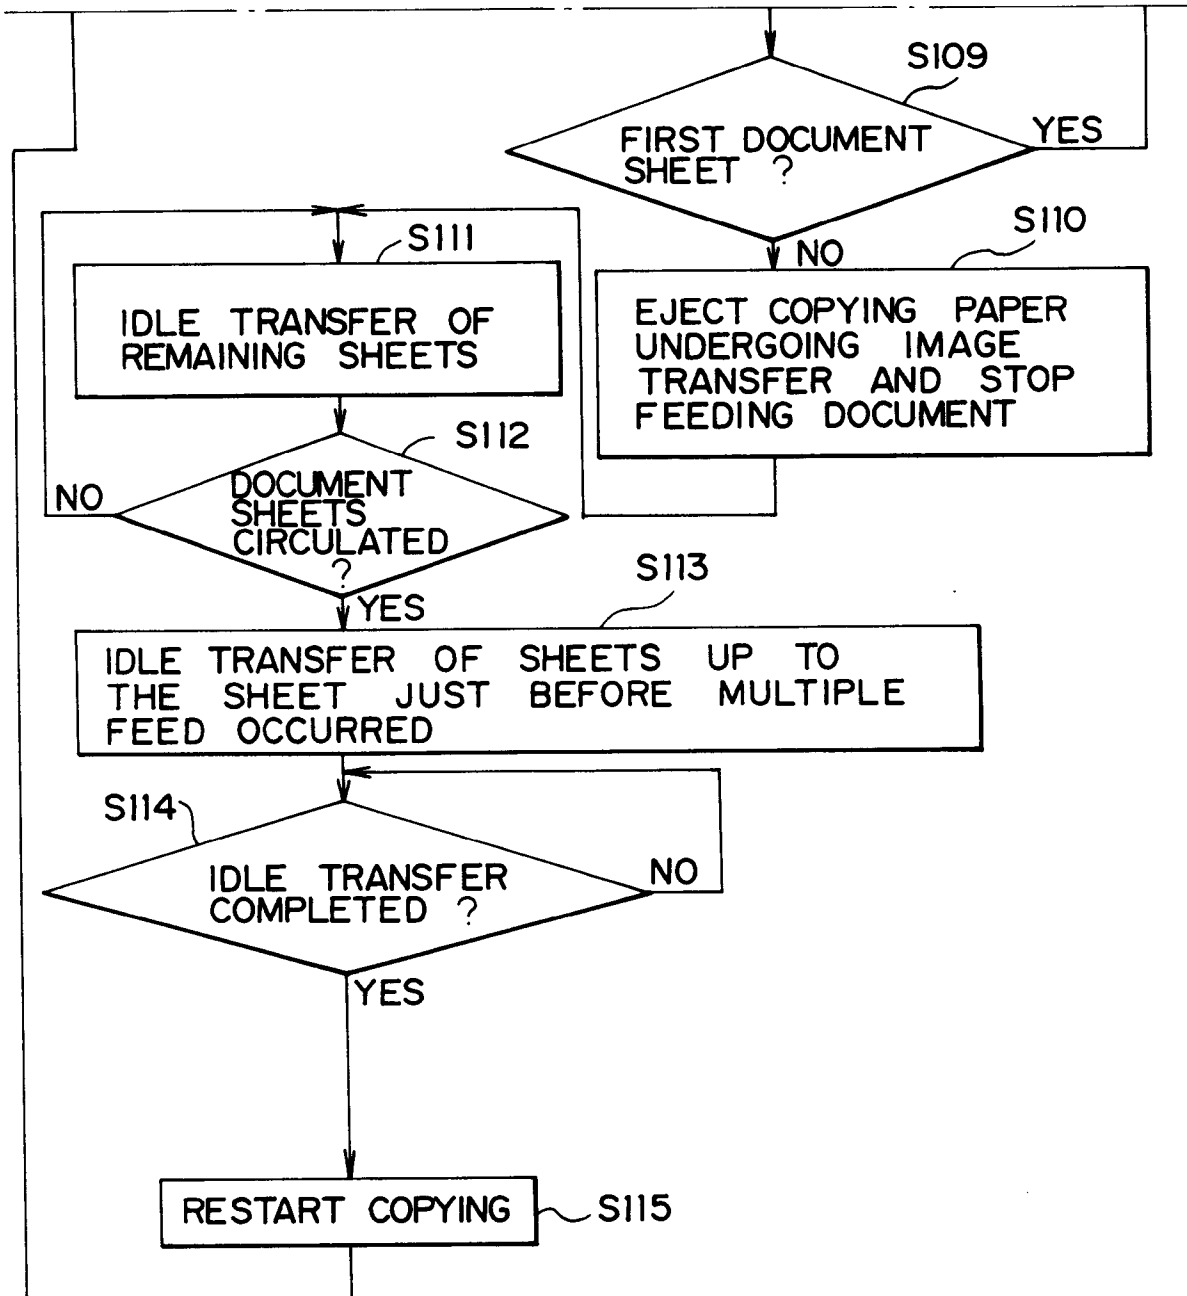 S109
FIRST DOCUMENT
SHEET ?
YES
NO
S110
EJECT COPYING PAPER
UNDERGOING IMAGE
TRANSFER AND STOP
FEEDING DOCUMENT
S111
IDLE TRANSFER OF
REMAINING SHEETS
S112
DOCUMENT
SHEETS
CIRCULATED
?
NO
YES
S113
IDLE TRANSFER OF SHEETS UP TO
THE SHEET JUST BEFORE MULTIPLE
FEED OCCURRED
S114
IDLE TRANSFER
COMPLETED ?
NO
YES
RESTART COPYING
S115